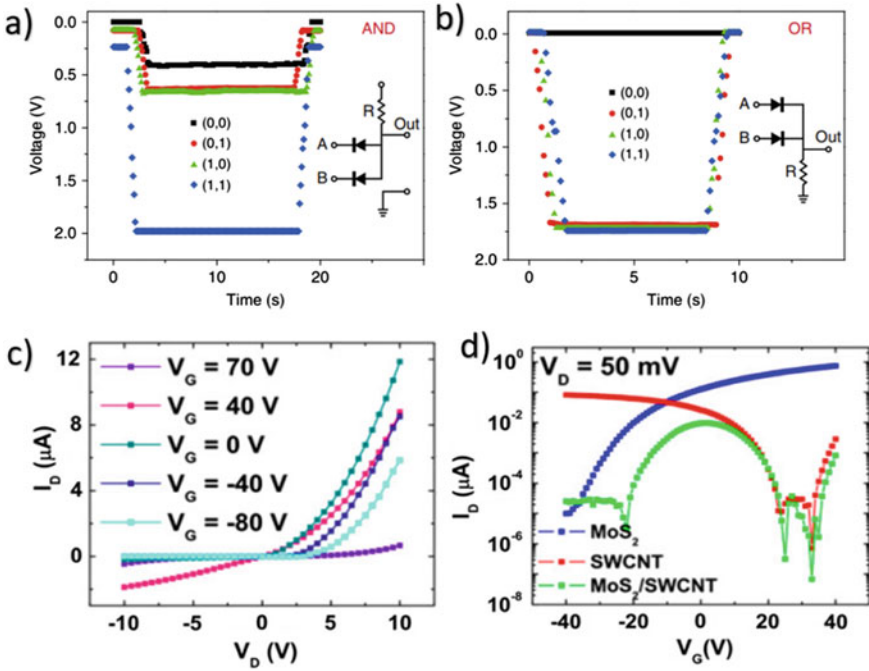 a)
AND
0.0
0.5
1.0
1.5
2.0
Voltage (V)
(0,0)
(0,1)
(1,0)
(1,1)
R
Out
A
B
0
10
20
Time (s)
b)
OR
0.0
0.5
1.0
1.5
2.0
Voltage (V)
(0,0)
(0,1)
(1,0)
(1,1)
A
B
Out
R
0
5
10
Time (s)
c)
12
8
4
0
I_D (μA)
V_G = 70 V
V_G = 40 V
V_G = 0 V
V_G = -40 V
V_G = -80 V
-10
-5
0
5
10
V_D (V)
d)
V_D = 50 mV
10⁰
10⁻²
10⁻⁴
10⁻⁶
10⁻⁸
I_D (μA)
MoS₂
SWCNT
MoS₂/SWCNT
-40
-20
0
20
40
V_G(V)